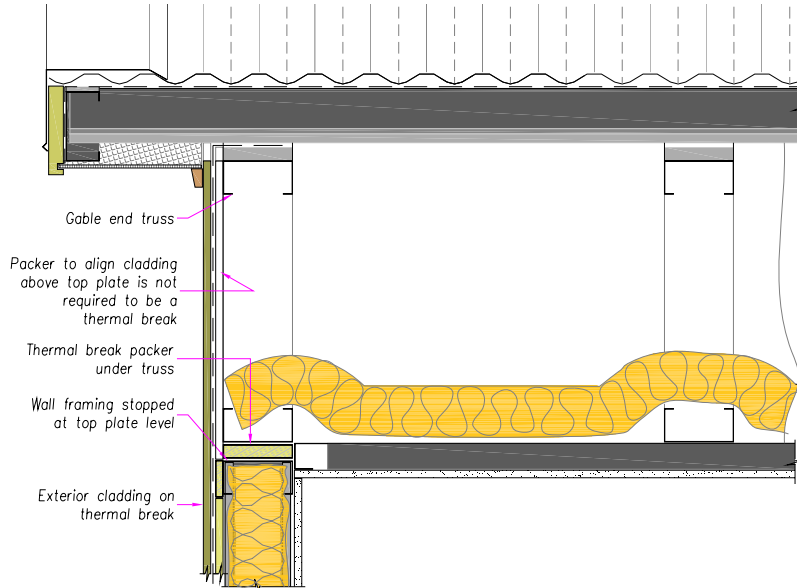 Gable end truss
Packer to align cladding
above top plate is not
required to be a
thermal break
Thermal break packer
under truss
Wall framing stopped
at top plate level
Exterior cladding on
thermal break